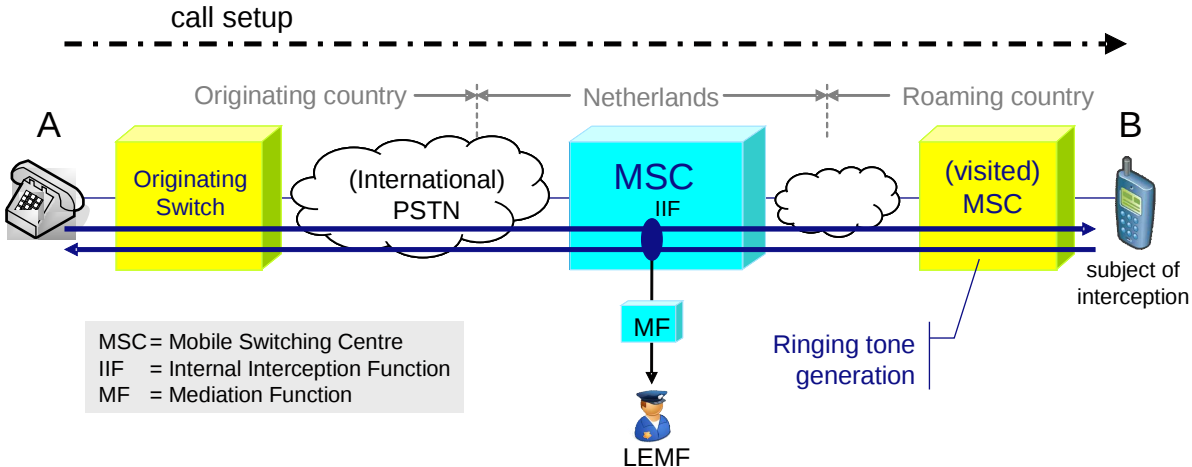 call setup
Originating country
Netherlands
Roaming country
A
B
Originating
Switch
(International)
PSTN
MSC
IIF
(visited)
MSC
subject of
interception
MF
MSC = Mobile Switching Centre
IIF = Internal Interception Function
MF = Mediation Function
Ringing tone
generation
LEMF